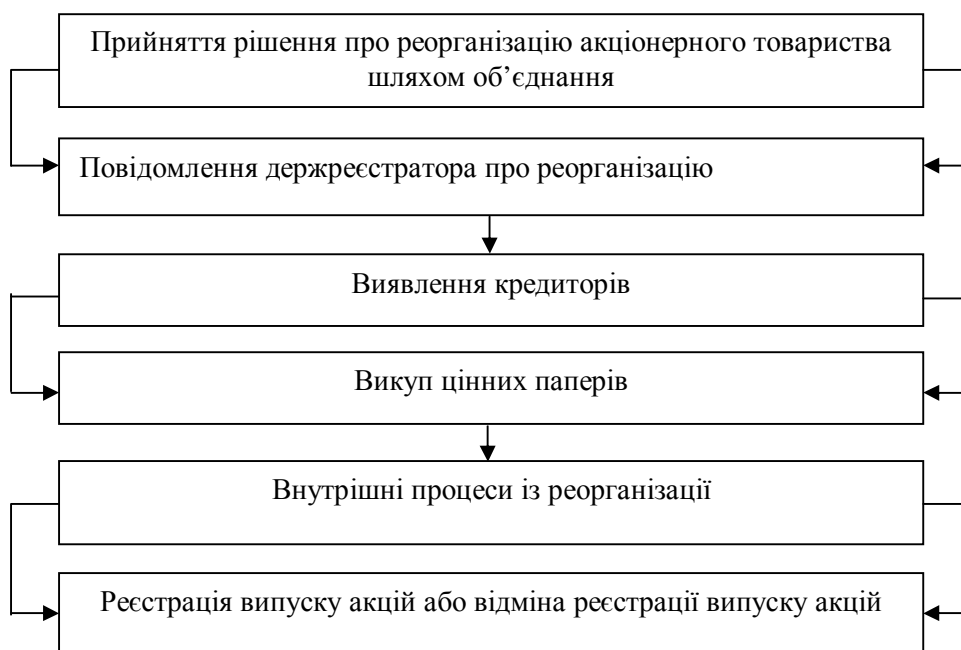 Прийняття рішення про реорганізацію акціонерного товариства
шляхом об’єднання
Повідомлення держреєстратора про реорганізацію
Виявлення кредиторів
Викуп цінних паперів
Внутрішні процеси із реорганізації
Реєстрація випуску акцій або відміна реєстрації випуску акцій